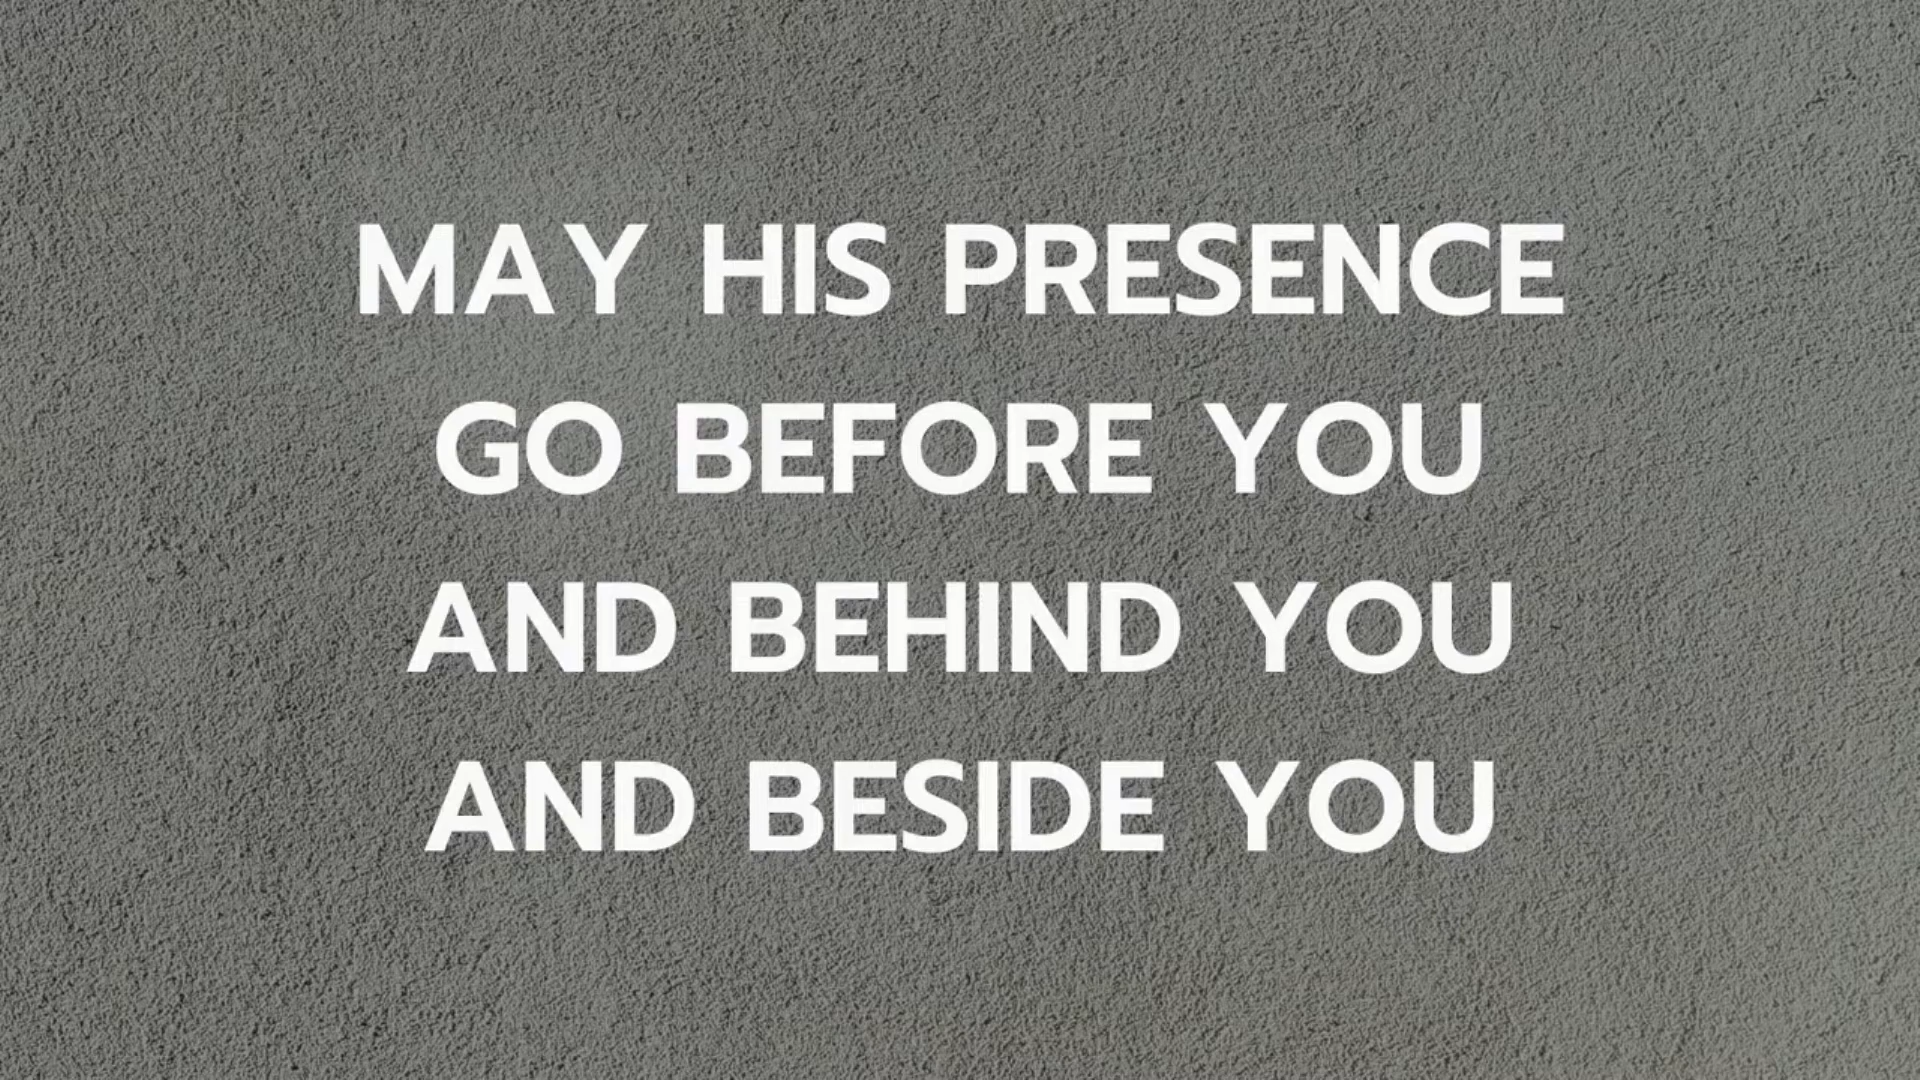 MAY HIS PRESENCE
GO BEFORE YOU
AND BEHIND YOU
AND BESIDE YOU